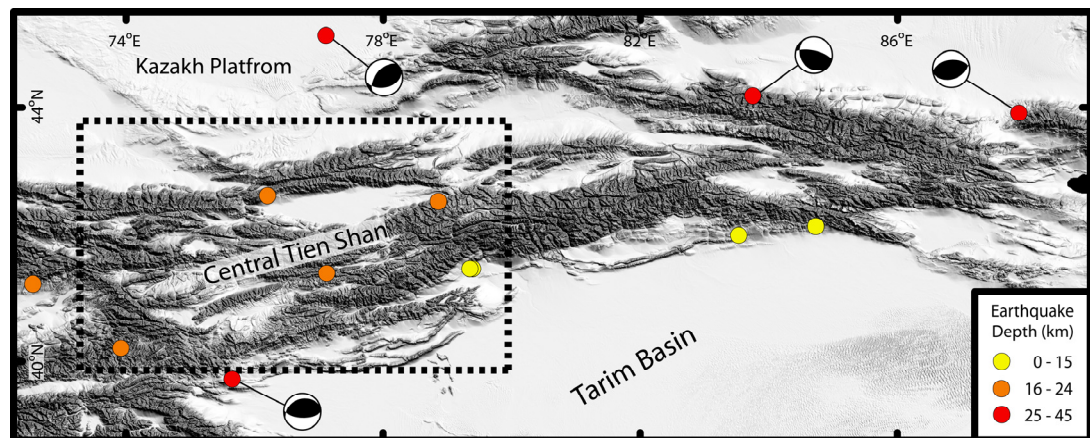 74°E
78°E
82°E
86°E
Kazakh Platfrom
44°N
Central Tien Shan
40°N
Tarim Basin
Earthquake
Depth (km)
0 - 15
16 - 24
25 - 45